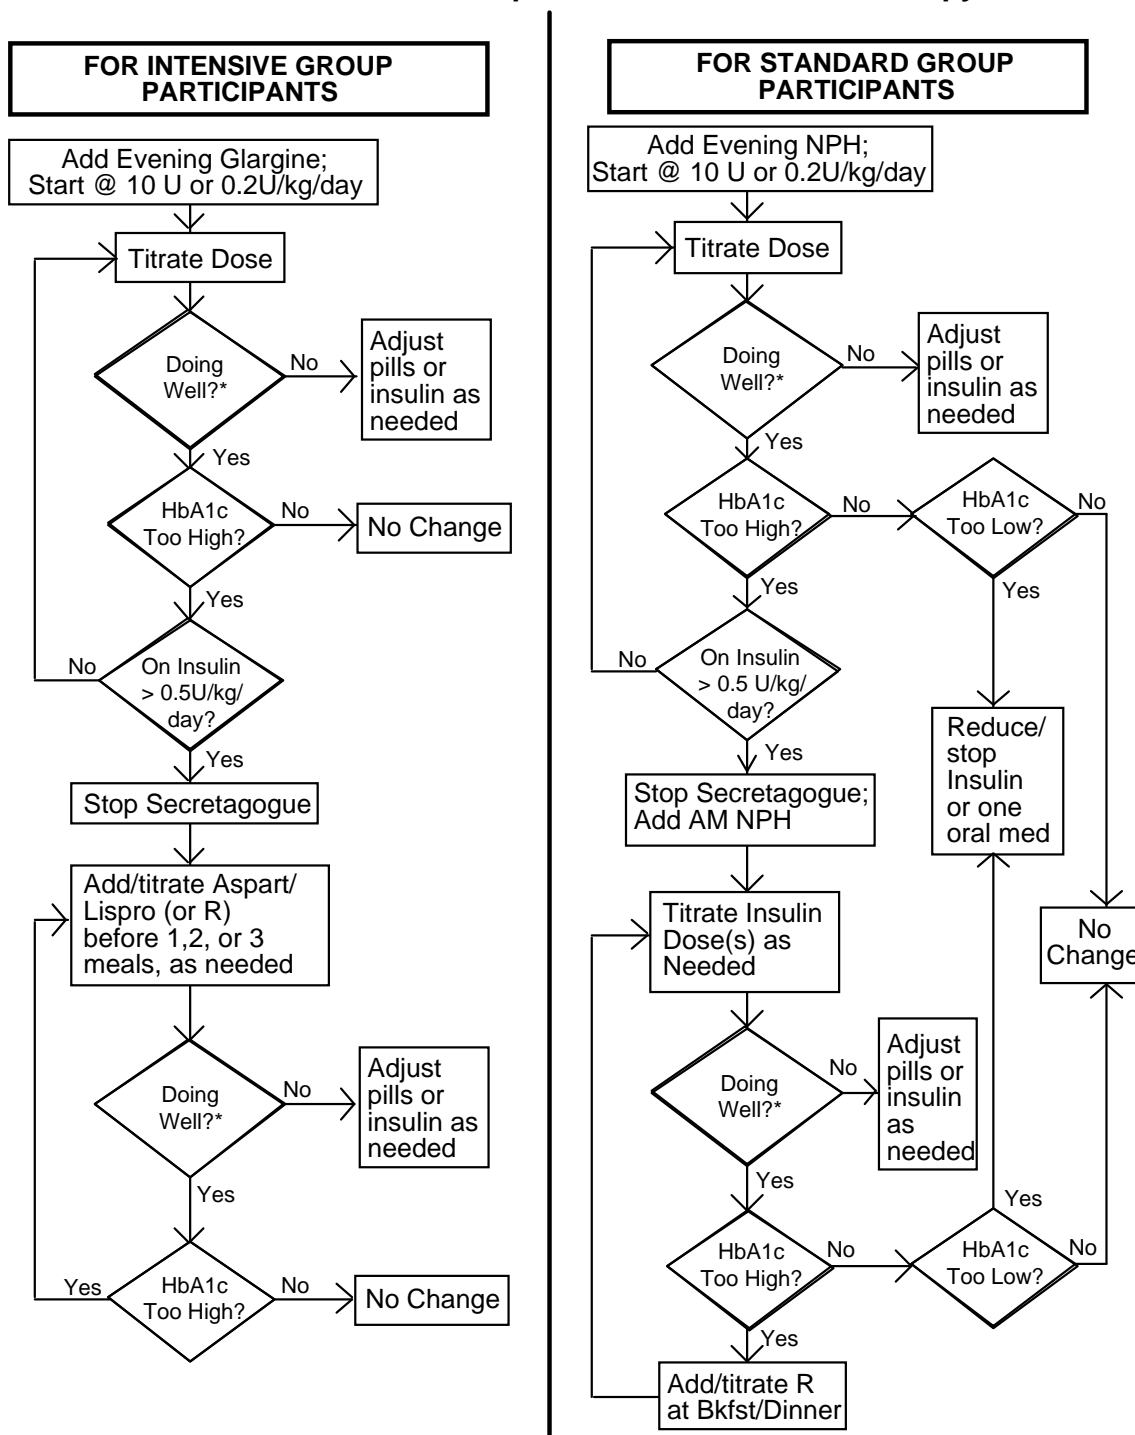 FOR INTENSIVE GROUP
PARTICIPANTS
Add Evening Glargine;
Start @ 10 U or 0.2U/kg/day
Titrate Dose
Doing
Well?*
No
Adjust
pills or
insulin as
needed
Yes
HbA1c
Too High?
No
No Change
Yes
On Insulin
> 0.5U/kg/
day?
No
Yes
Stop Secretagogue
Add/titrate Aspart/
Lispro (or R)
before 1,2, or 3
meals, as needed
Doing
Well?*
No
Adjust
pills or
insulin as
needed
Yes
HbA1c
Too High?
Yes
No
No Change
FOR STANDARD GROUP
PARTICIPANTS
Add Evening NPH;
Start @ 10 U or 0.2U/kg/day
Titrate Dose
Doing
Well?*
No
Adjust
pills or
insulin as
needed
Yes
HbA1c
Too High?
No
HbA1c
Too Low?
No
Yes
Yes
On Insulin
> 0.5 U/kg/
day?
No
Yes
Reduce/
stop
Insulin
or one
oral med
Stop Secretagogue;
Add AM NPH
Titrate Insulin
Dose(s) as
Needed
No
Change
Doing
Well?*
No
Adjust
pills or
insulin
as
needed
Yes
HbA1c
Too High?
No
HbA1c
Too Low?
Yes
No
Yes
Add/titrate R
at Bkfst/Dinner